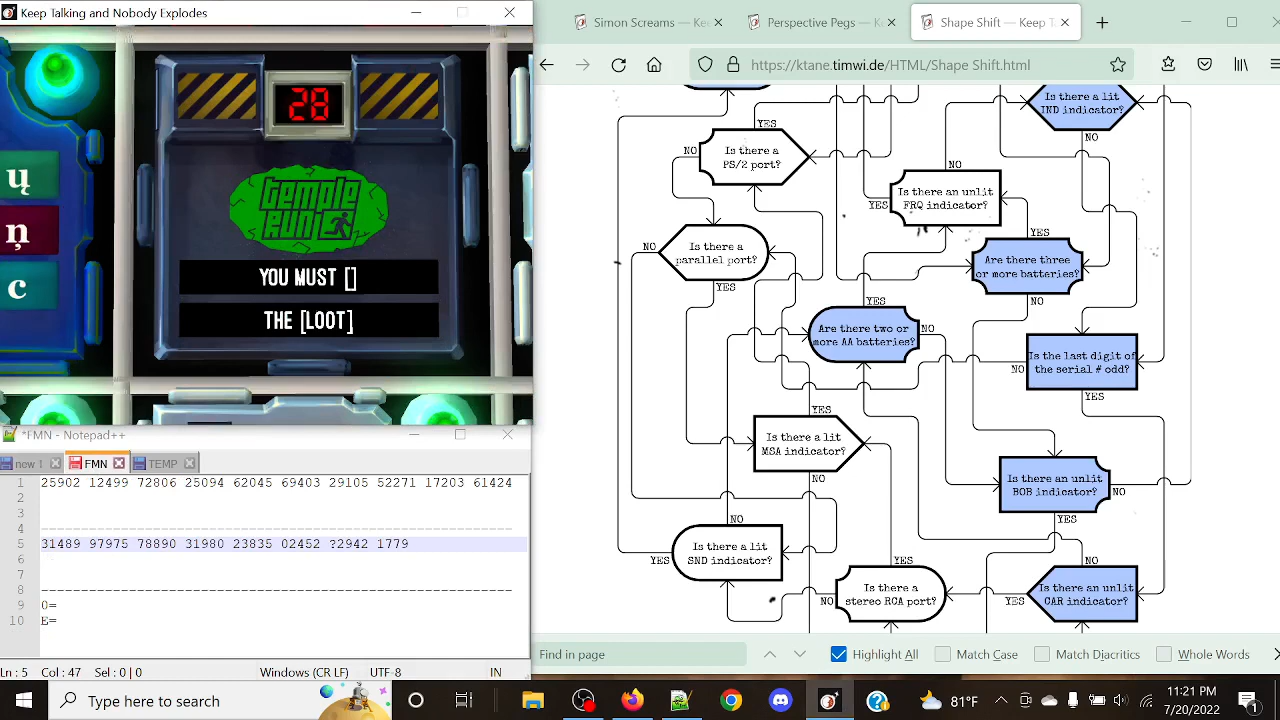 Keep Talking and Nobody Explodes
28
temple
RUN
YOU MUST []
THE [LOOT]
ų
ņ
c
*FMN - Notepad++
new 1
FMN
TEMP
1 25902 12499 72806 25094 62045 69403 29105 52271 17203 61424
2
3
4 ----------------------------------------------------------------
5 31489 97975 78890 31980 23835 02452 ?2942 1779
6
7
8 ----------------------------------------------------------------
9 O=
10 E=
Ln: 5 Col: 47 Sel: 0 | 0 Windows (CR LF) UTF-8 IN
Simon Screams — Kee
Perspective Pegs — Ke
Shape Shift — Keep T
https://ktane.timwi.de/HTML/Shape Shift.html
Is there a lit
IND indicator?
NO
YES
Is there a
PS/2 port?
NO
NO
Is there an unlit
FRQ indicator?
YES
YES
Is there a
parallel port?
NO
YES
Are there three
or more batteries?
NO
YES
Are there two or
more AA batteries?
NO
Is the last digit of
the serial # odd?
NO
YES
YES
Is there a lit
MSA indicator?
NO
Is there an unlit
BOB indicator?
NO
YES
NO
Is there a lit
SND indicator?
YES
YES
Is there a
stereo RCA port?
NO
NO
Is there an unlit
CAR indicator?
YES
Find in page
Highlight All
Match Case
Match Diacritics
Whole Words
Type here to search
81°F
11:21 PM
7/20/2022
1